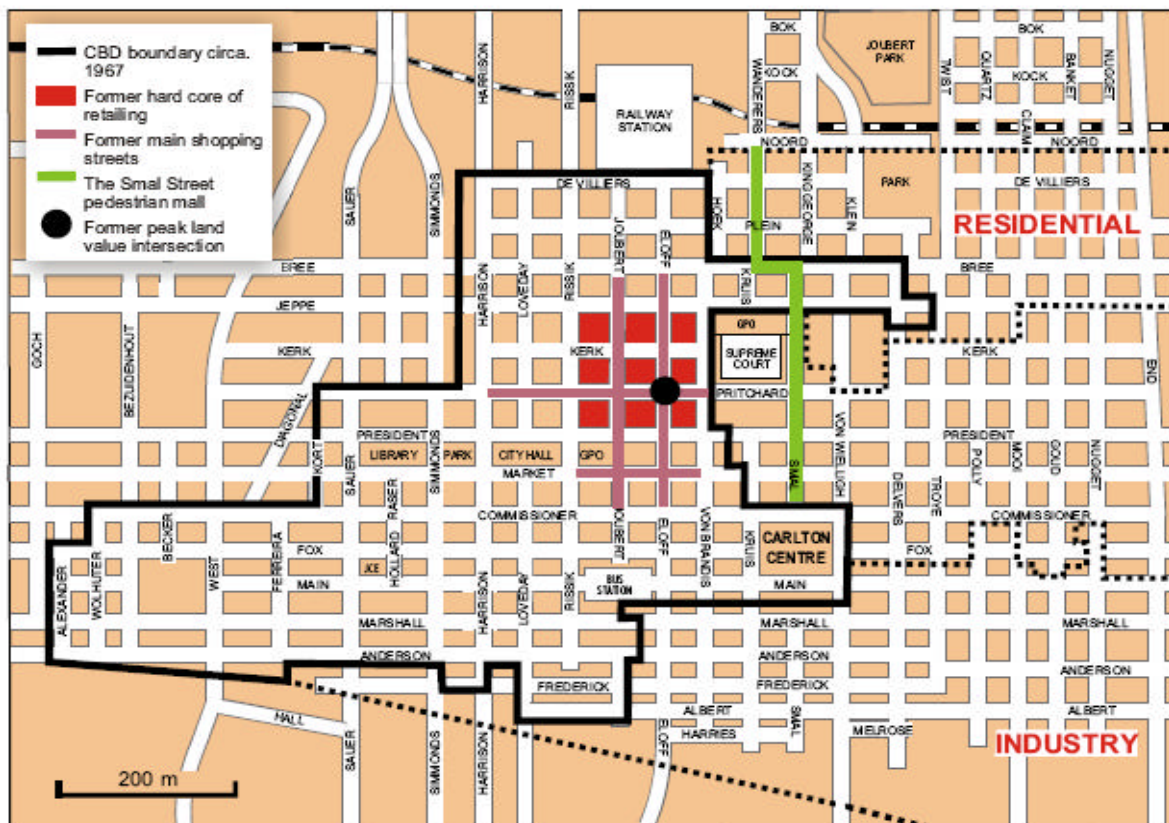 CBD boundary circa.
1967
Former hard core of
retailling
Former main shopping
streets
The Smal Street
pedestrian mall
Former peak land
value intersection
HARRISON
RISSIK
BOK
WANDERERS
KOCK
JOUBERT
PARK
TWIST
QUARTZ
BOK
KOCK
BANKET
NUGGET
CLAIM
RAILWAY
STATION
NOORD
NOORD
SAUER
SIMMONDS
DE VILLIERS
HOEK
PLEIN
KING GEORGE
KLEIN
PARK
DE VILLIERS
RESIDENTIAL
JOUBERT
ELOFF
BREE
HARRISON
LOVEDAY
RISSIK
KRUIS
BREE
JEPPE
GOCH
BEZUIDENHOUT
KERK
KERK
GPO
SUPREME
COURT
KERK
END
DAGONAL
PRITCHARD
KORT
PRESIDENT
SAUER
LIBRARY
SIMMONDS
PARK
CITY HALL
GPO
MARKET
SMAL
VON WELLIGH
PRESIDENT
POLLY
MOOI
GOUD
NUGGET
DELVERS
TROYE
BECKER
HOLLARD
RASER
COMMISSIONER
JOUBERT
ELOFF
VON BRANDIS
KRUIS
CARLTON
CENTRE
COMMISSIONER
ALEXANDER
WOLHUTER
WEST
FERREIRA
FOX
JCE
FOX
MAIN
HARRISON
LOVEDAY
RISSIK
BUS
STATION
MAIN
MARSHALL
MARSHALL
MARSHALL
ANDERSON
ANDERSON
ANDERSON
FREDERICK
FREDERICK
HALL
SAUER
SIMMONDS
HARRISON
ELOFF
ALBERT
SMAL
ALBERT
HARRIES
MELROSE
INDUSTRY
200 m